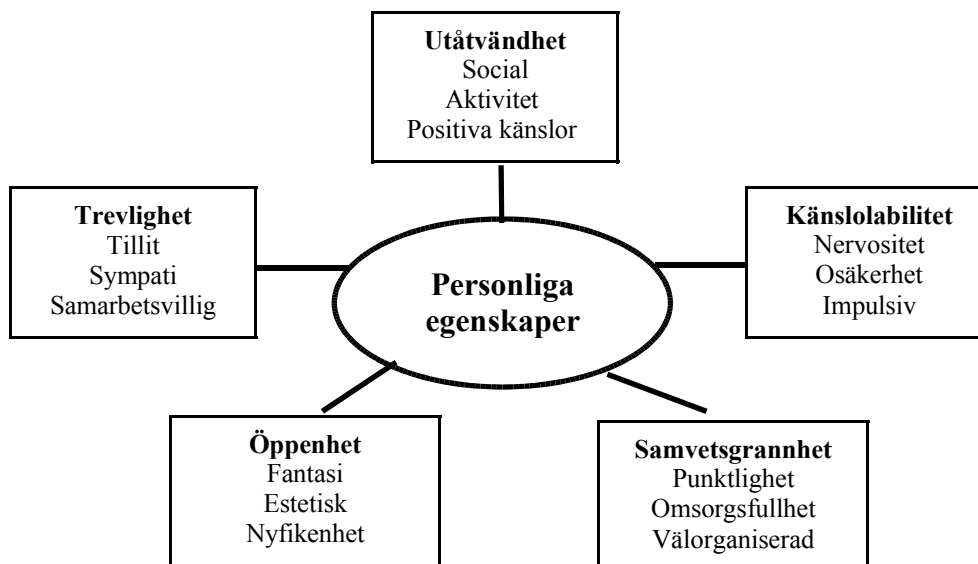 Utåtvändhet
Social
Aktivitet
Positiva känslor
Trevlighet
Tillit
Sympati
Samarbetsvillig
Känslolabilitet
Nervositet
Osäkerhet
Impulsiv
Personliga
egenskaper
Öppenhet
Fantasi
Estetisk
Nyfikenhet
Samvetsgrannhet
Punktlighet
Omsorgsfullhet
Välorganiserad